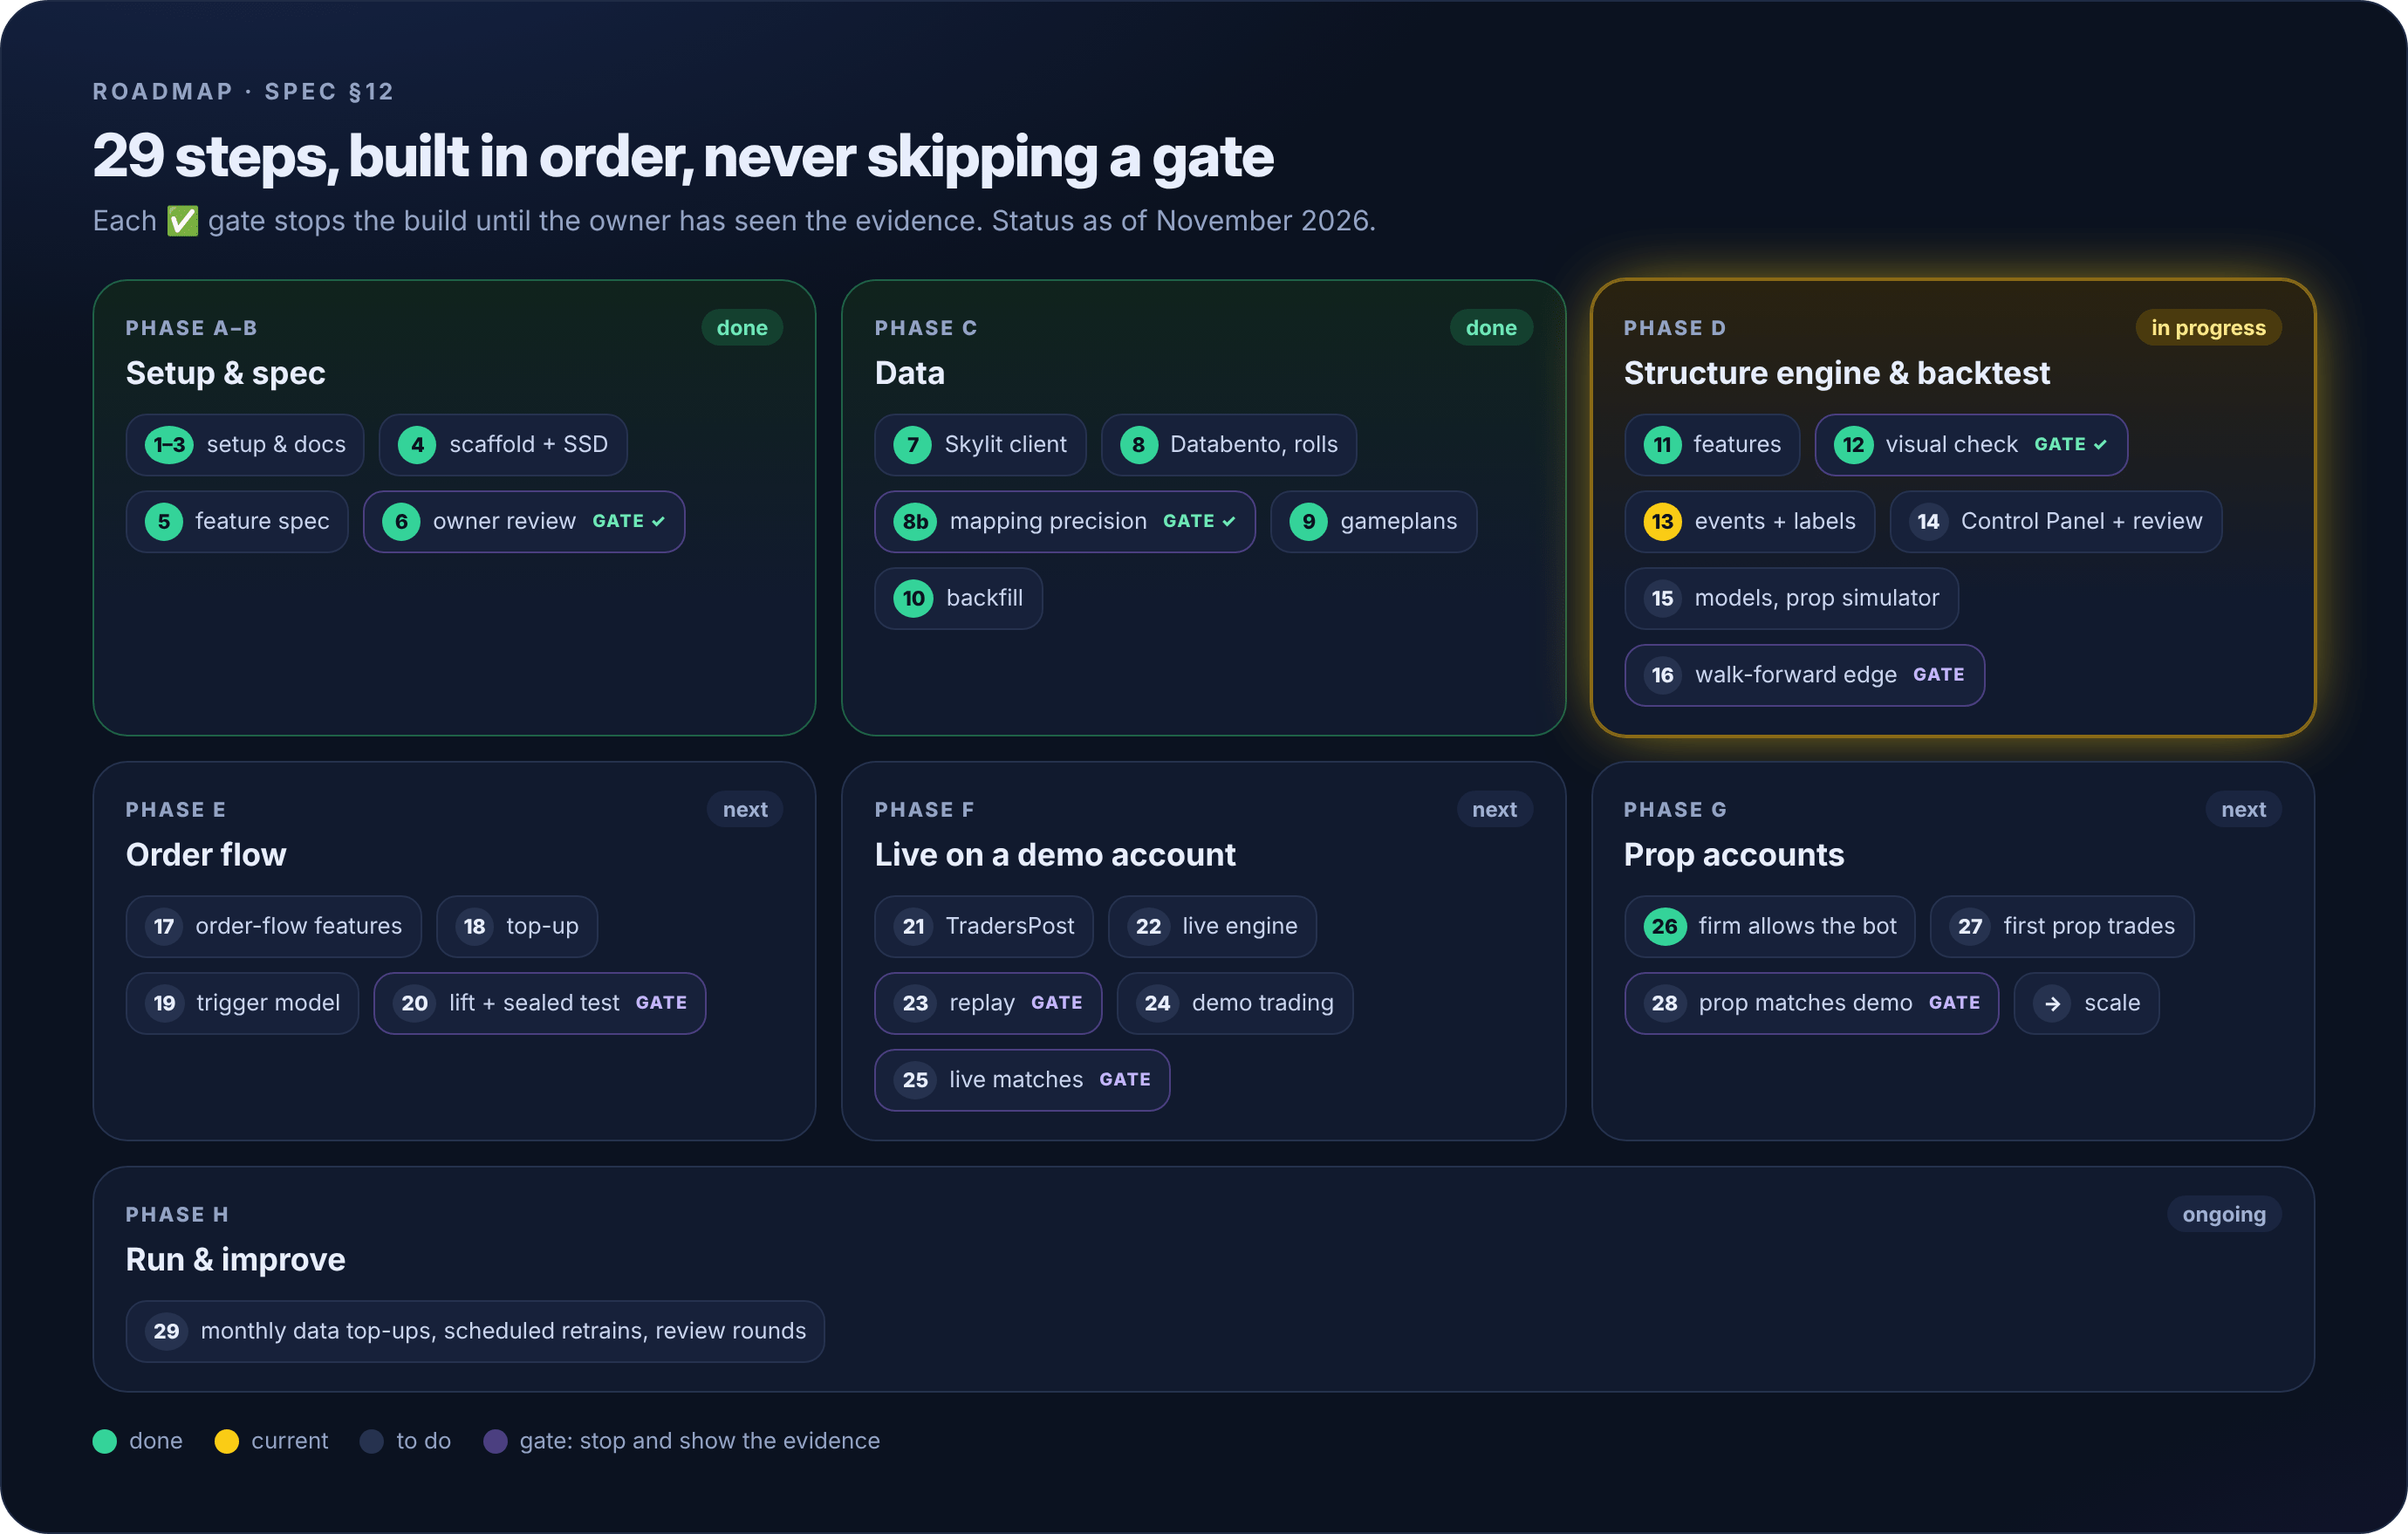 ROADMAP · SPEC §12
29 steps, built in order, never skipping a gate
Each ✅ gate stops the build until the owner has seen the evidence. Status as of November 2026.
PHASE A–B done
Setup & spec
1–3 setup & docs 4 scaffold + SSD
5 feature spec 6 owner review GATE ✓
PHASE C done
Data
7 Skylit client 8 Databento, rolls
8b mapping precision GATE ✓ 9 gameplans
10 backfill
PHASE D in progress
Structure engine & backtest
11 features 12 visual check GATE ✓
13 events + labels 14 Control Panel + review
15 models, prop simulator
16 walk-forward edge GATE
PHASE E next
Order flow
17 order-flow features 18 top-up
19 trigger model 20 lift + sealed test GATE
PHASE F next
Live on a demo account
21 TradersPost 22 live engine
23 replay GATE 24 demo trading
25 live matches GATE
PHASE G next
Prop accounts
26 firm allows the bot 27 first prop trades
28 prop matches demo GATE → scale
PHASE H ongoing
Run & improve
29 monthly data top-ups, scheduled retrains, review rounds
done current to do gate: stop and show the evidence